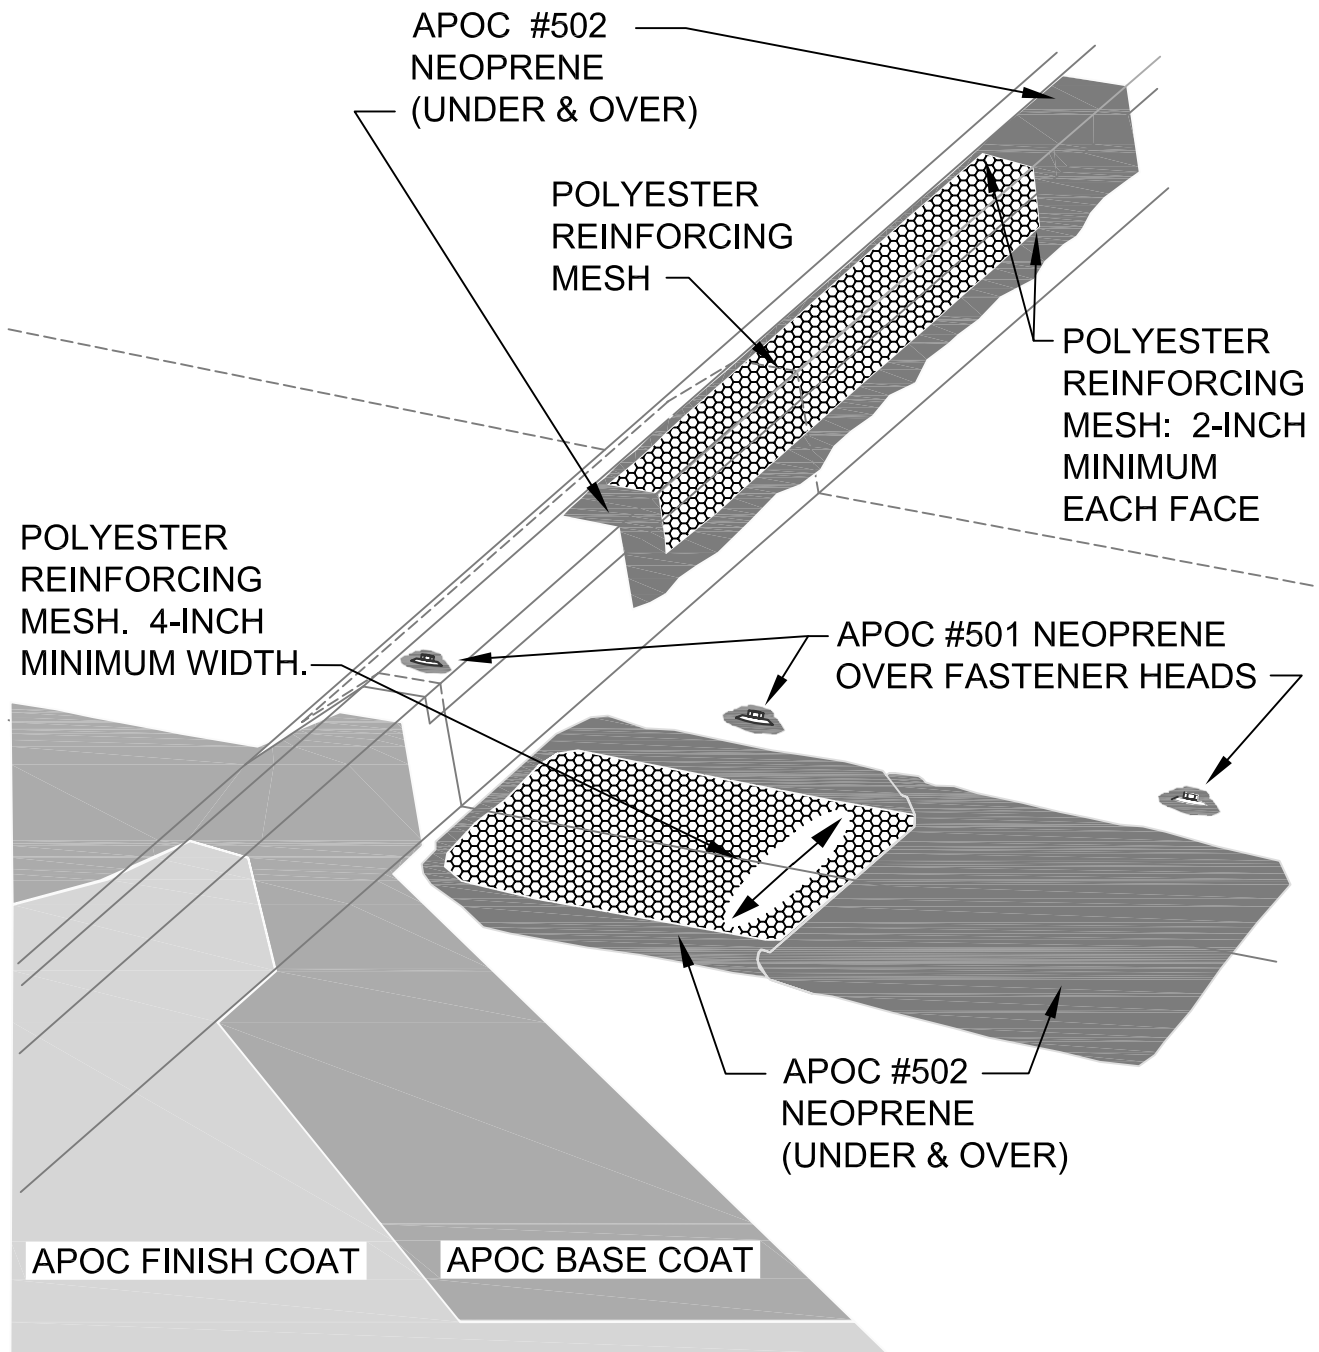 APOC #502
NEOPRENE
(UNDER & OVER)
POLYESTER
REINFORCING
MESH
POLYESTER
REINFORCING
MESH: 2-INCH
MINIMUM
EACH FACE
POLYESTER
REINFORCING
MESH. 4-INCH
MINIMUM WIDTH.
APOC #501 NEOPRENE
OVER FASTENER HEADS
APOC #502
NEOPRENE
(UNDER & OVER)
APOC FINISH COAT
APOC BASE COAT